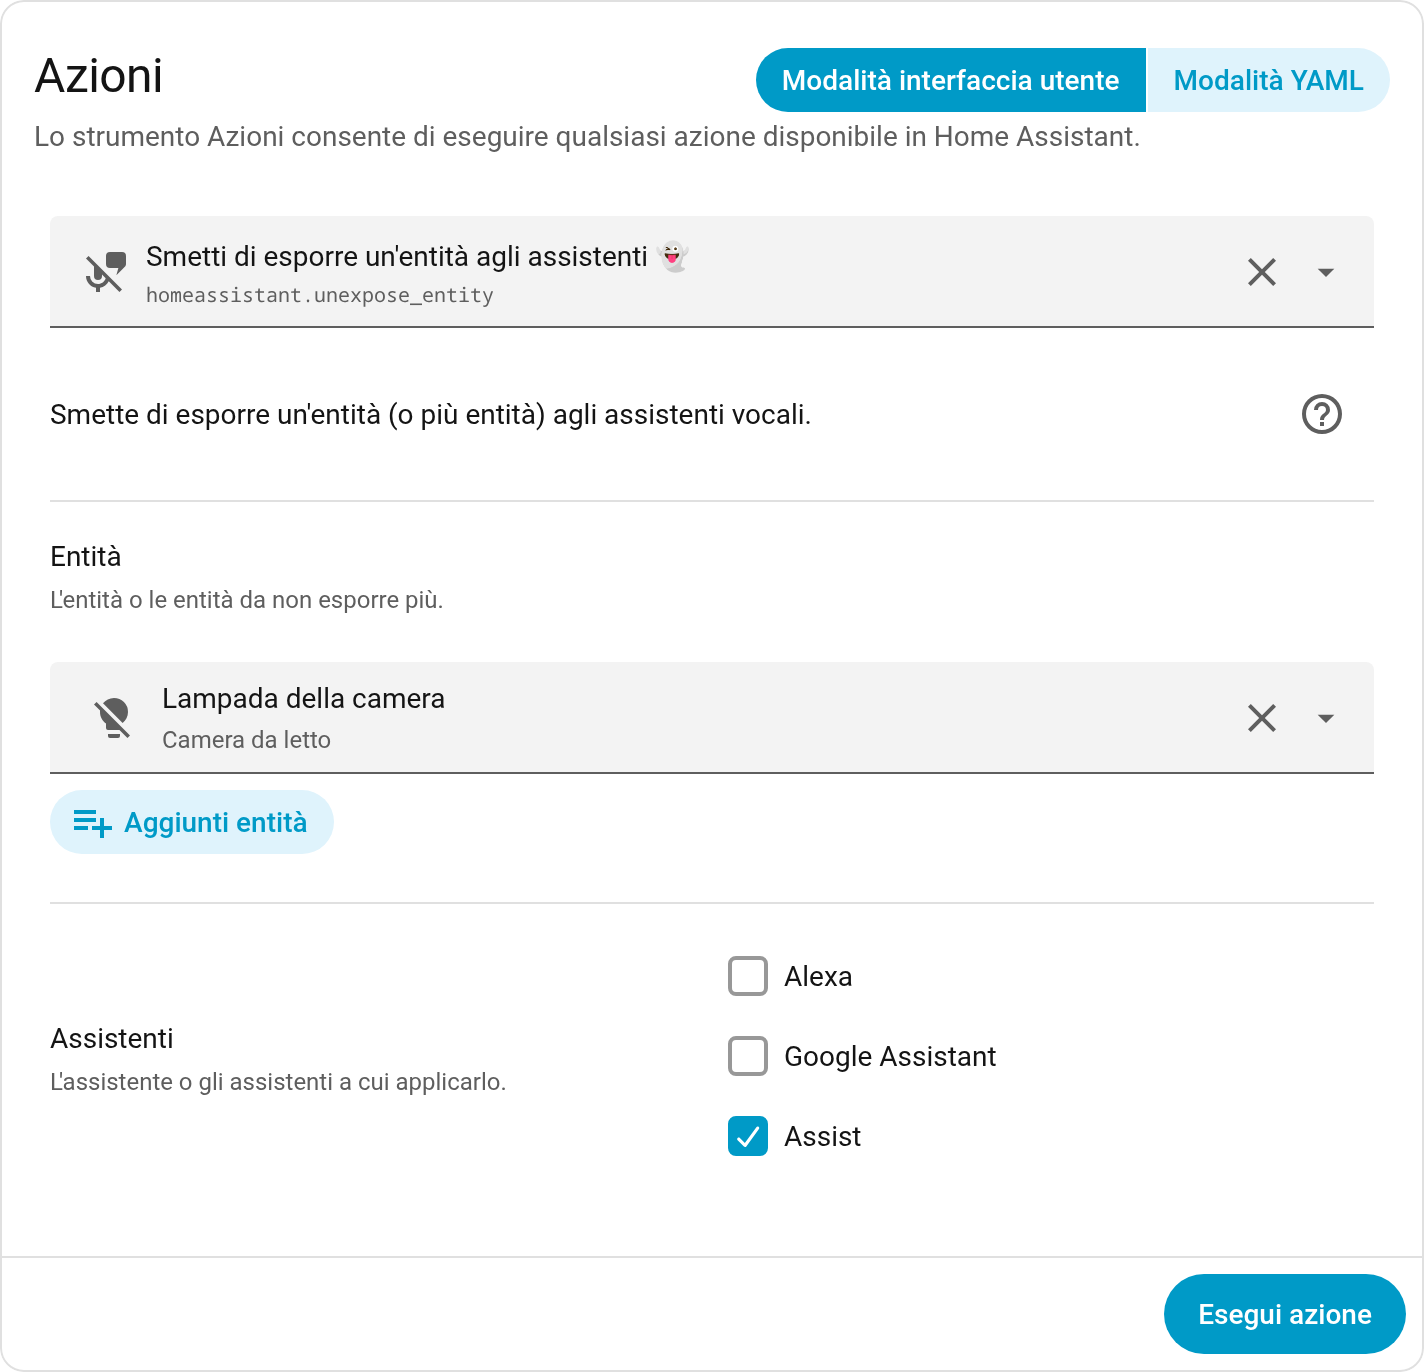 Azioni
Modalità interfaccia utente
Modalità YAML
Lo strumento Azioni consente di eseguire qualsiasi azione disponibile in Home Assistant.
Smetti di esporre un'entità agli assistenti 👻
homeassistant.unexpose_entity
Smette di esporre un'entità (o più entità) agli assistenti vocali.
Entità
L'entità o le entità da non esporre più.
Lampada della camera
Camera da letto
Aggiunti entità
Assistenti
L'assistente o gli assistenti a cui applicarlo.
Alexa
Google Assistant
Assist
Esegui azione